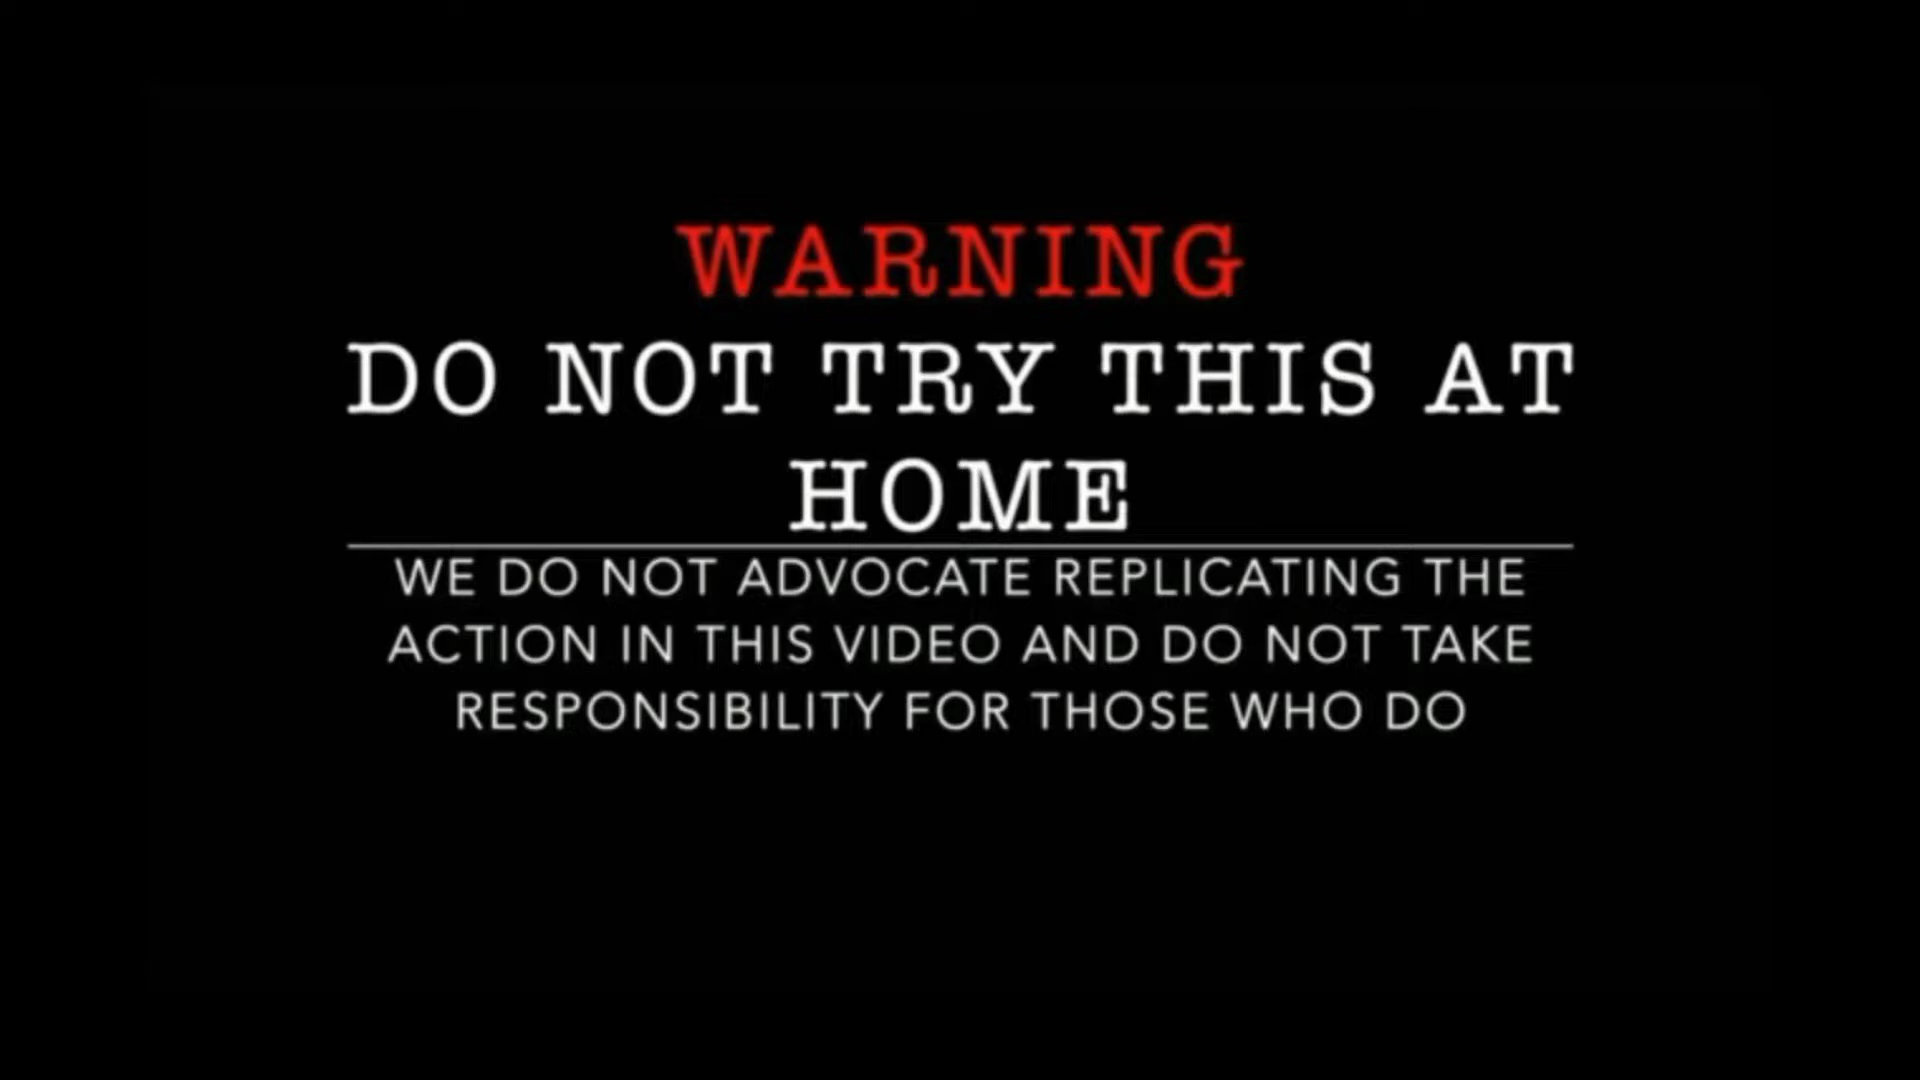 WARNING
DO NOT TRY THIS AT
HOME
WE DO NOT ADVOCATE REPLICATING THE
ACTION IN THIS VIDEO AND DO NOT TAKE
RESPONSIBILITY FOR THOSE WHO DO